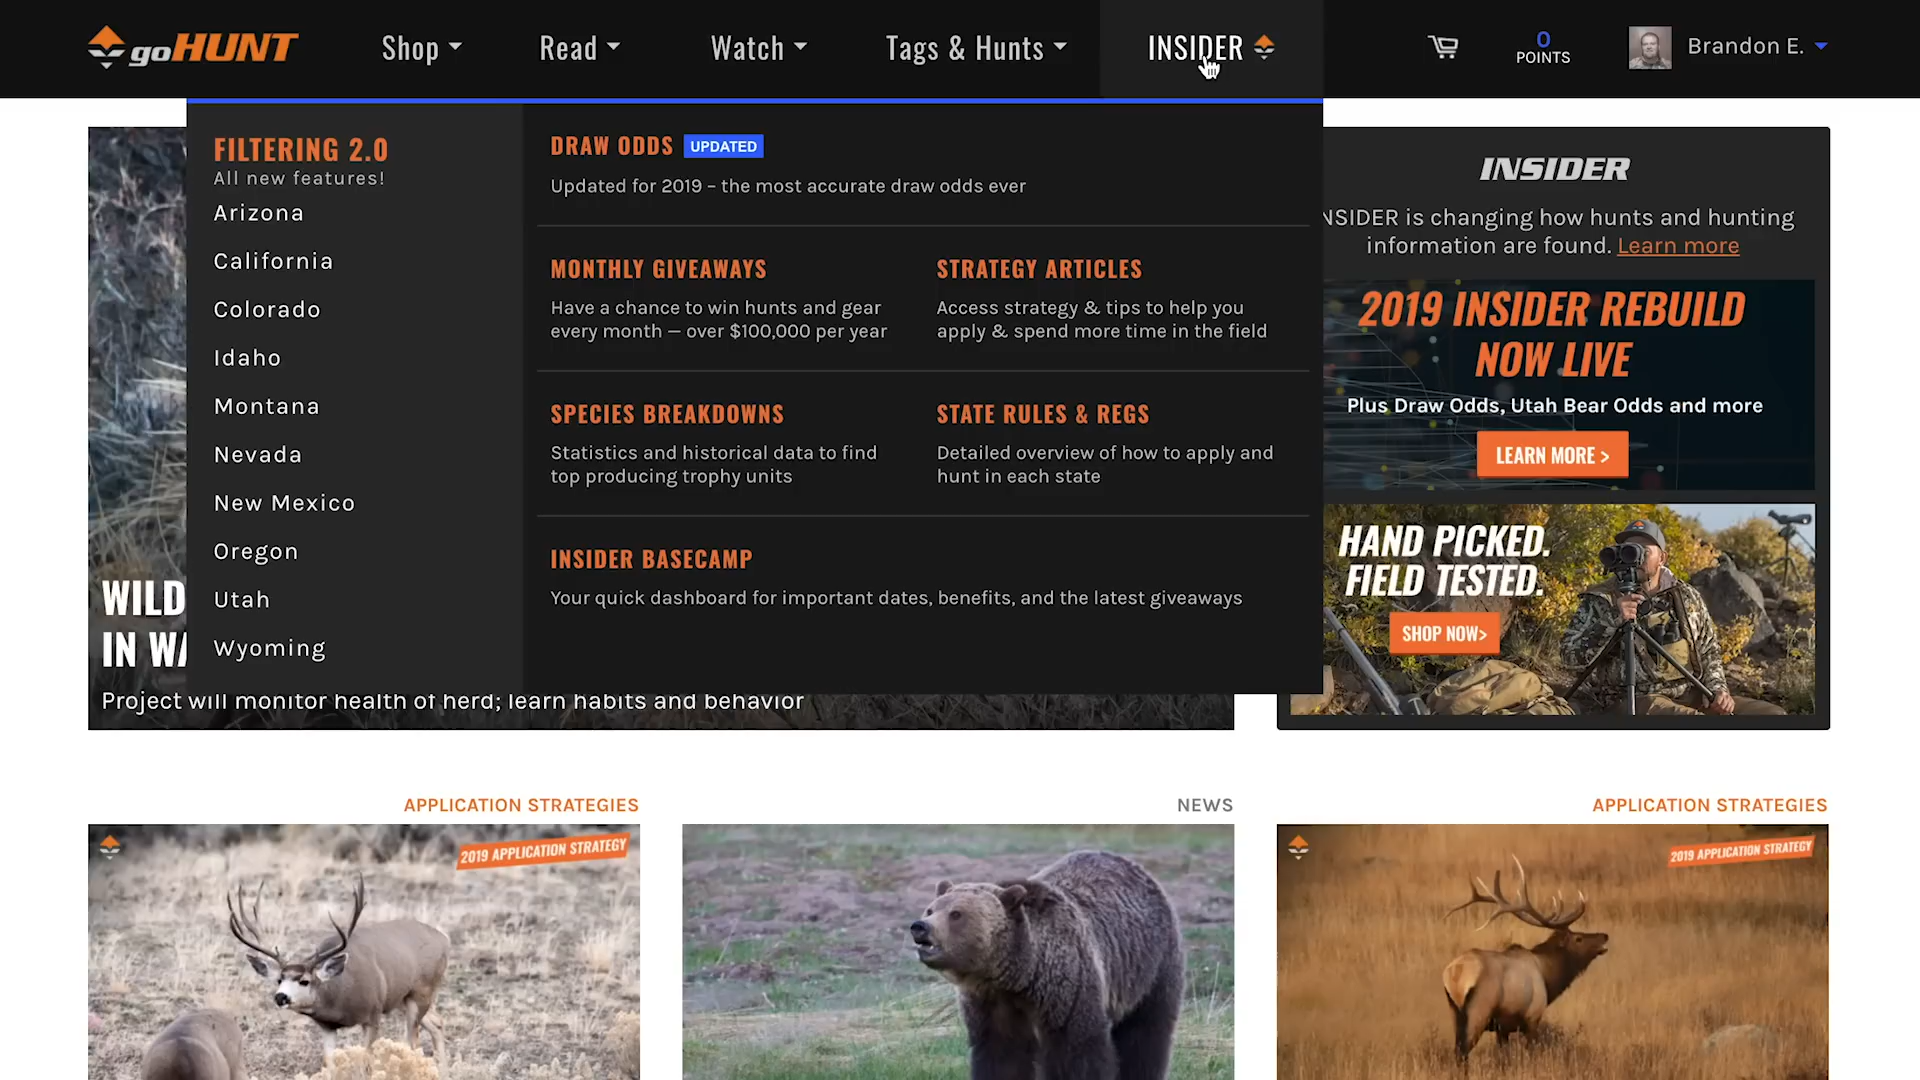 goHUNT
Shop
Read
Watch
Tags & Hunts
INSIDER
0
POINTS
Brandon E.
FILTERING 2.0
All new features!
Arizona
California
Colorado
Idaho
Montana
Nevada
New Mexico
Oregon
Utah
Wyoming
DRAW ODDS UPDATED
Updated for 2019 – the most accurate draw odds ever
MONTHLY GIVEAWAYS
Have a chance to win hunts and gear
every month — over $100,000 per year
STRATEGY ARTICLES
Access strategy & tips to help you
apply & spend more time in the field
SPECIES BREAKDOWNS
Statistics and historical data to find
top producing trophy units
STATE RULES & REGS
Detailed overview of how to apply and
hunt in each state
INSIDER BASECAMP
Your quick dashboard for important dates, benefits, and the latest giveaways
WILD
IN WA
Project will monitor health of herd; learn habits and behavior
INSIDER
NSIDER is changing how hunts and hunting
information are found. Learn more
2019 INSIDER REBUILD
NOW LIVE
Plus Draw Odds, Utah Bear Odds and more
LEARN MORE >
HAND PICKED.
FIELD TESTED.
SHOP NOW>
APPLICATION STRATEGIES
2019 APPLICATION STRATEGY
NEWS
APPLICATION STRATEGIES
2019 APPLICATION STRATEGY